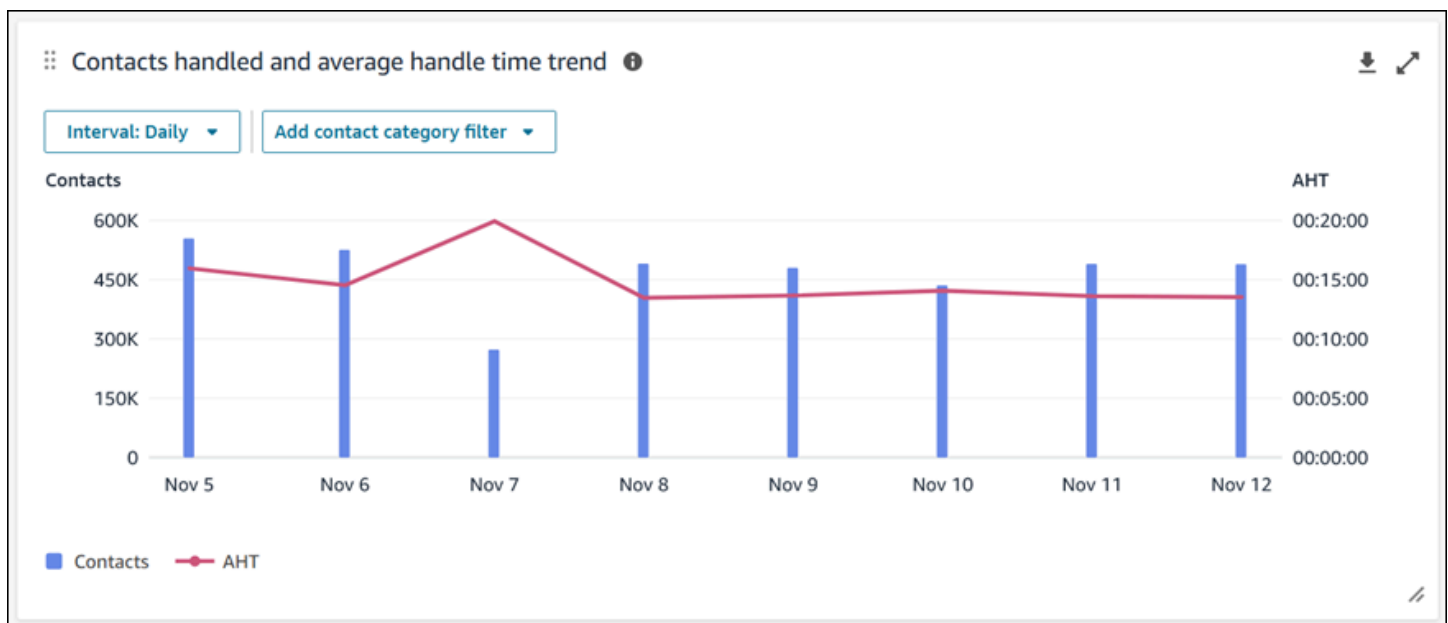 Contacts handled and average handle time trend
Interval: Daily Add contact category filter
Contacts AHT
600K 00:20:00
450K 00:15:00
300K 00:10:00
150K 00:05:00
0 00:00:00
Nov 5 Nov 6 Nov 7 Nov 8 Nov 9 Nov 10 Nov 11 Nov 12
Contacts AHT